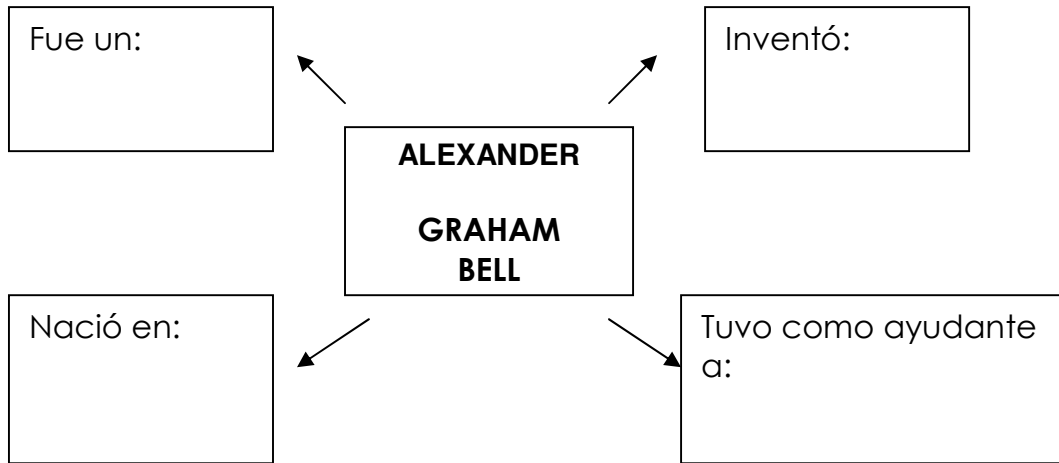 Fue un:
Inventó:
ALEXANDER
GRAHAM
BELL
Nació en:
Tuvo como ayudante
a: